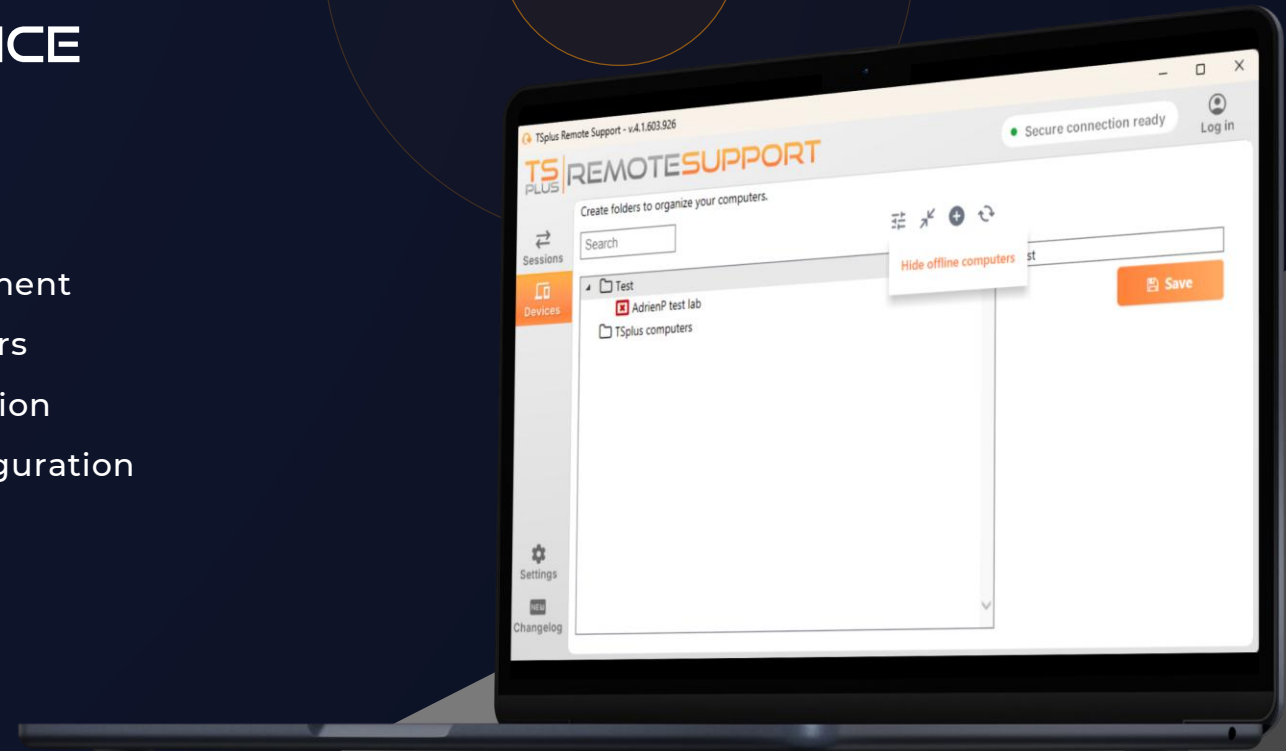 ICE
ment
rs
ion
guration
TSplus Remote Support - v.4.1.603.926
Secure connection ready
Log in
TS PLUS REMOTESUPPORT
Create folders to organize your computers.
Search
Sessions
Devices
Hide offline computers
st
Save
Test
AdrienP test lab
TSplus computers
Settings
NEW
Changelog